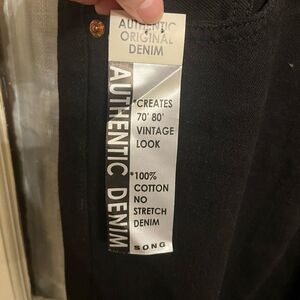 AUTHENTIC
ORIGINAL
DENIM
AUTHENTIC DENIM
*CREATES
70' 80'
VINTAGE
LOOK
*100%
COTTON
NO
STRETCH
DENIM
SONG